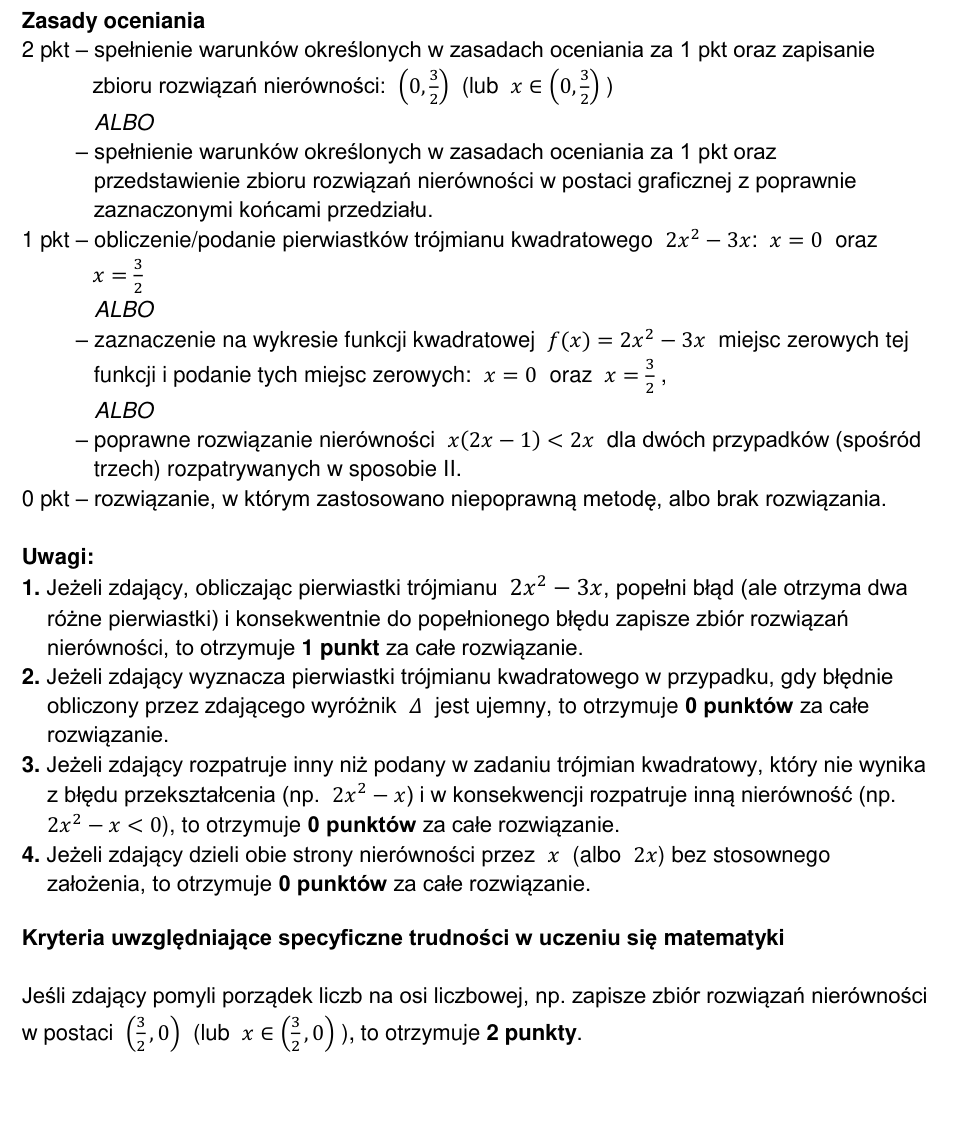 Zasady oceniania
2 pkt – spełnienie warunków określonych w zasadach oceniania za 1 pkt oraz zapisanie
zbioru rozwiązań nierówności: (0, 3/2) (lub x ∈ (0, 3/2) )
ALBO
– spełnienie warunków określonych w zasadach oceniania za 1 pkt oraz
przedstawienie zbioru rozwiązań nierówności w postaci graficznej z poprawnie
zaznaczonymi końcami przedziału.
1 pkt – obliczenie/podanie pierwiastków trójmianu kwadratowego 2x² − 3x: x = 0 oraz
x = 3/2
ALBO
– zaznaczenie na wykresie funkcji kwadratowej f(x) = 2x² − 3x miejsc zerowych tej
funkcji i podanie tych miejsc zerowych: x = 0 oraz x = 3/2 ,
ALBO
– poprawne rozwiązanie nierówności x(2x − 1) < 2x dla dwóch przypadków (spośród
trzech) rozpatrywanych w sposobie II.
0 pkt – rozwiązanie, w którym zastosowano niepoprawną metodę, albo brak rozwiązania.
Uwagi:
1. Jeżeli zdający, obliczając pierwiastki trójmianu 2x² − 3x, popełni błąd (ale otrzyma dwa
różne pierwiastki) i konsekwentnie do popełnionego błędu zapisze zbiór rozwiązań
nierówności, to otrzymuje 1 punkt za całe rozwiązanie.
2. Jeżeli zdający wyznacza pierwiastki trójmianu kwadratowego w przypadku, gdy błędnie
obliczony przez zdającego wyróżnik Δ jest ujemny, to otrzymuje 0 punktów za całe
rozwiązanie.
3. Jeżeli zdający rozpatruje inny niż podany w zadaniu trójmian kwadratowy, który nie wynika
z błędu przekształcenia (np. 2x² − x) i w konsekwencji rozpatruje inną nierówność (np.
2x² − x < 0), to otrzymuje 0 punktów za całe rozwiązanie.
4. Jeżeli zdający dzieli obie strony nierówności przez x (albo 2x) bez stosownego
założenia, to otrzymuje 0 punktów za całe rozwiązanie.
Kryteria uwzględniające specyficzne trudności w uczeniu się matematyki
Jeśli zdający pomyli porządek liczb na osi liczbowej, np. zapisze zbiór rozwiązań nierówności
w postaci (3/2, 0) (lub x ∈ (3/2, 0) ), to otrzymuje 2 punkty.